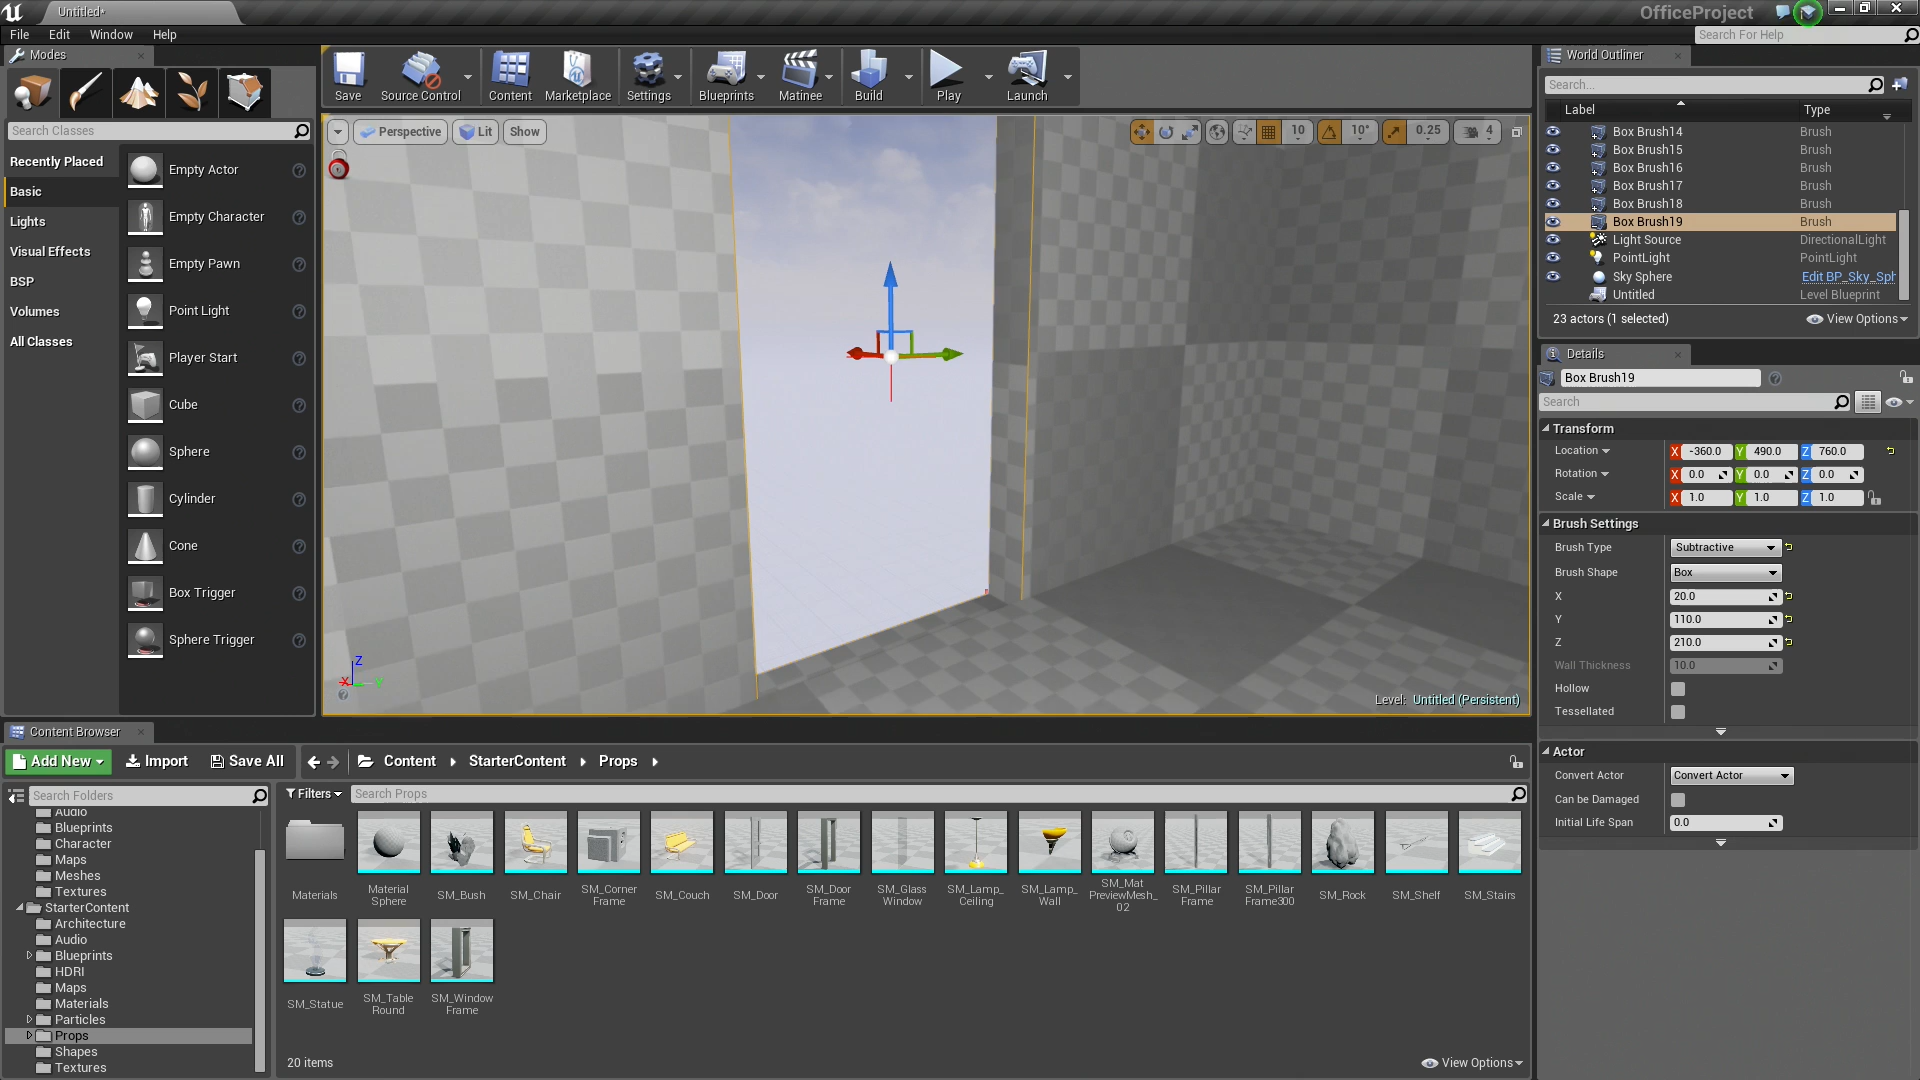 Untitled*
OfficeProject
File Edit Window Help
Search For Help
Modes
Search Classes
Recently Placed
Basic
Lights
Visual Effects
BSP
Volumes
All Classes
Empty Actor
Empty Character
Empty Pawn
Point Light
Player Start
Cube
Sphere
Cylinder
Cone
Box Trigger
Sphere Trigger
Save Source Control Content Marketplace Settings Blueprints Matinee Build Play Launch
Perspective Lit Show
10 10° 0.25 4
Z
X Y
Level: Untitled (Persistent)
World Outliner
Search...
Label Type
Box Brush14 Brush
Box Brush15 Brush
Box Brush16 Brush
Box Brush17 Brush
Box Brush18 Brush
Box Brush19 Brush
Light Source DirectionalLight
PointLight PointLight
Sky Sphere Edit BP_Sky_Sph
Untitled Level Blueprint
23 actors (1 selected) View Options
Details
Box Brush19
Search
Transform
Location X -360.0 Y 490.0 Z 760.0
Rotation X 0.0 Y 0.0 Z 0.0
Scale X 1.0 Y 1.0 Z 1.0
Brush Settings
Brush Type Subtractive
Brush Shape Box
X 20.0
Y 110.0
Z 210.0
Wall Thickness 10.0
Hollow
Tessellated
Actor
Convert Actor Convert Actor
Can be Damaged
Initial Life Span 0.0
Content Browser
Add New Import Save All Content StarterContent Props
Search Folders
Audio
Blueprints
Character
Maps
Meshes
Textures
StarterContent
Architecture
Audio
Blueprints
HDRI
Maps
Materials
Particles
Props
Shapes
Textures
Filters Search Props
Materials
Material
Sphere
SM_Bush
SM_Chair
SM_Corner
Frame
SM_Couch
SM_Door
SM_Door
Frame
SM_Glass
Window
SM_Lamp_
Ceiling
SM_Lamp_
Wall
SM_Mat
PreviewMesh_
02
SM_Pillar
Frame
SM_Pillar
Frame300
SM_Rock
SM_Shelf
SM_Stairs
SM_Statue
SM_Table
Round
SM_Window
Frame
20 items View Options